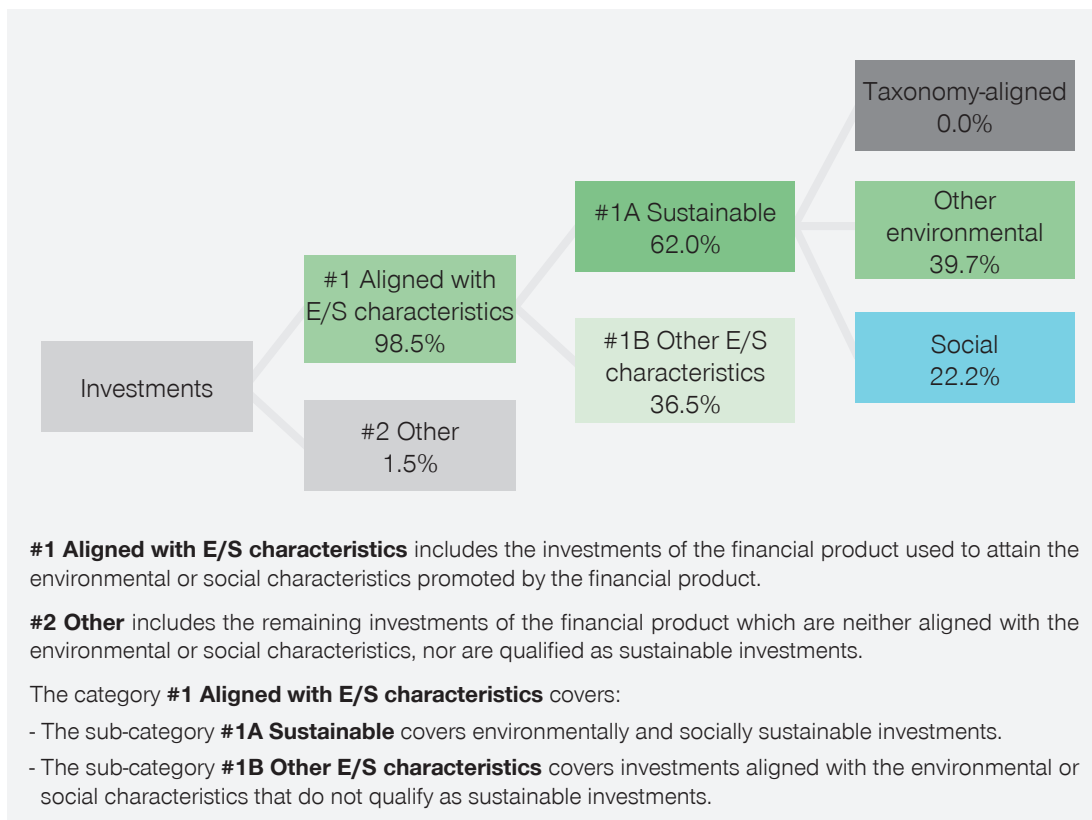 Taxonomy-aligned
0.0%
#1A Sustainable
62.0%
Other
environmental
39.7%
#1 Aligned with
E/S characteristics
98.5%
#1B Other E/S
characteristics
36.5%
Social
22.2%
Investments
#2 Other
1.5%
#1 Aligned with E/S characteristics includes the investments of the financial product used to attain the
environmental or social characteristics promoted by the financial product.
#2 Other includes the remaining investments of the financial product which are neither aligned with the
environmental or social characteristics, nor are qualified as sustainable investments.
The category #1 Aligned with E/S characteristics covers:
- The sub-category #1A Sustainable covers environmentally and socially sustainable investments.
- The sub-category #1B Other E/S characteristics covers investments aligned with the environmental or
social characteristics that do not qualify as sustainable investments.